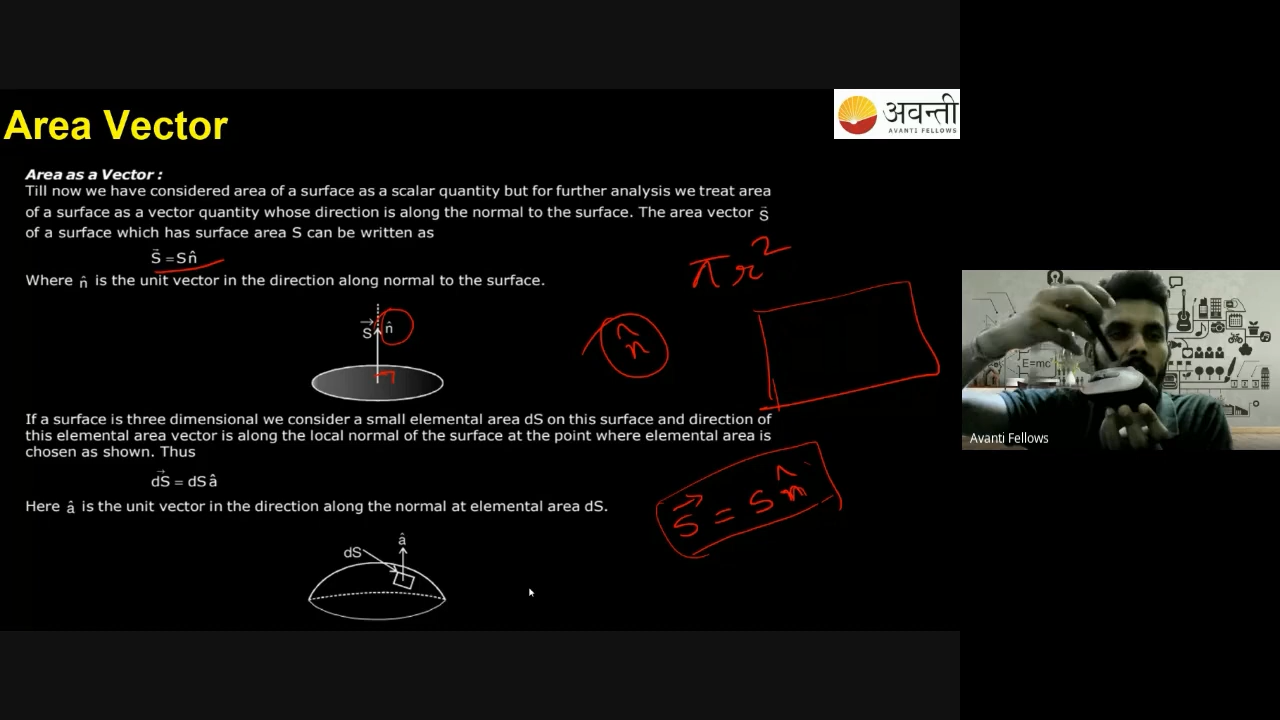 Area Vector
अवन्ती
AVANTI FELLOWS
Area as a Vector :
Till now we have considered area of a surface as a scalar quantity but for further analysis we treat area
of a surface as a vector quantity whose direction is along the normal to the surface. The area vector S⃗
of a surface which has surface area S can be written as
S⃗ = Sn̂
Where n̂ is the unit vector in the direction along normal to the surface.
πr²
S⃗ n̂
n̂
If a surface is three dimensional we consider a small elemental area dS on this surface and direction of
this elemental area vector is along the local normal of the surface at the point where elemental area is
chosen as shown. Thus
dS⃗ = dS â
Here â is the unit vector in the direction along the normal at elemental area dS.
S⃗ = S n̂
dS
â
E=mc²
Avanti Fellows